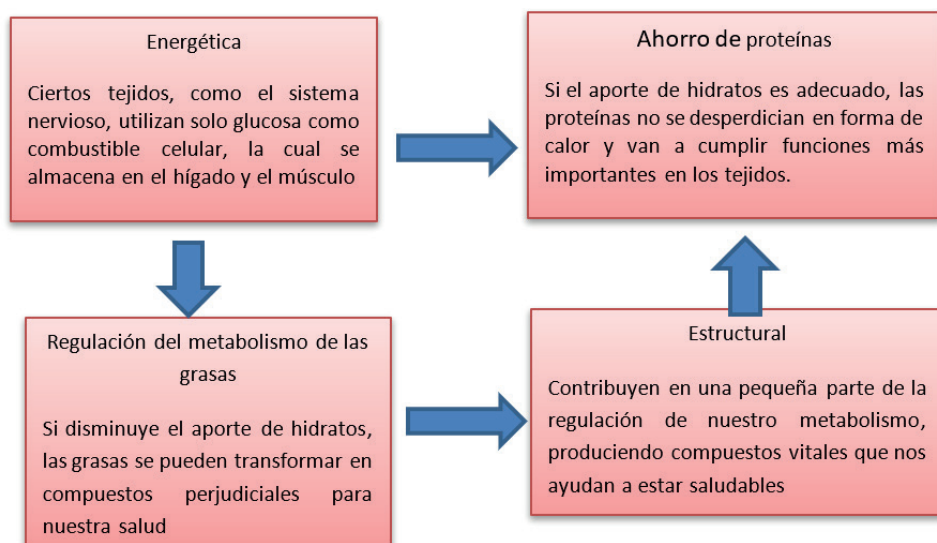 Energética
Ciertos tejidos, como el sistema
nervioso, utilizan solo glucosa como
combustible celular, la cual se
almacena en el hígado y el músculo
Ahorro de proteínas
Si el aporte de hidratos es adecuado, las
proteínas no se desperdician en forma de
calor y van a cumplir funciones más
importantes en los tejidos.
Regulación del metabolismo de las
grasas
Si disminuye el aporte de hidratos,
las grasas se pueden transformar en
compuestos perjudiciales para
nuestra salud
Estructural
Contribuyen en una pequeña parte de la
regulación de nuestro metabolismo,
produciendo compuestos vitales que nos
ayudan a estar saludables